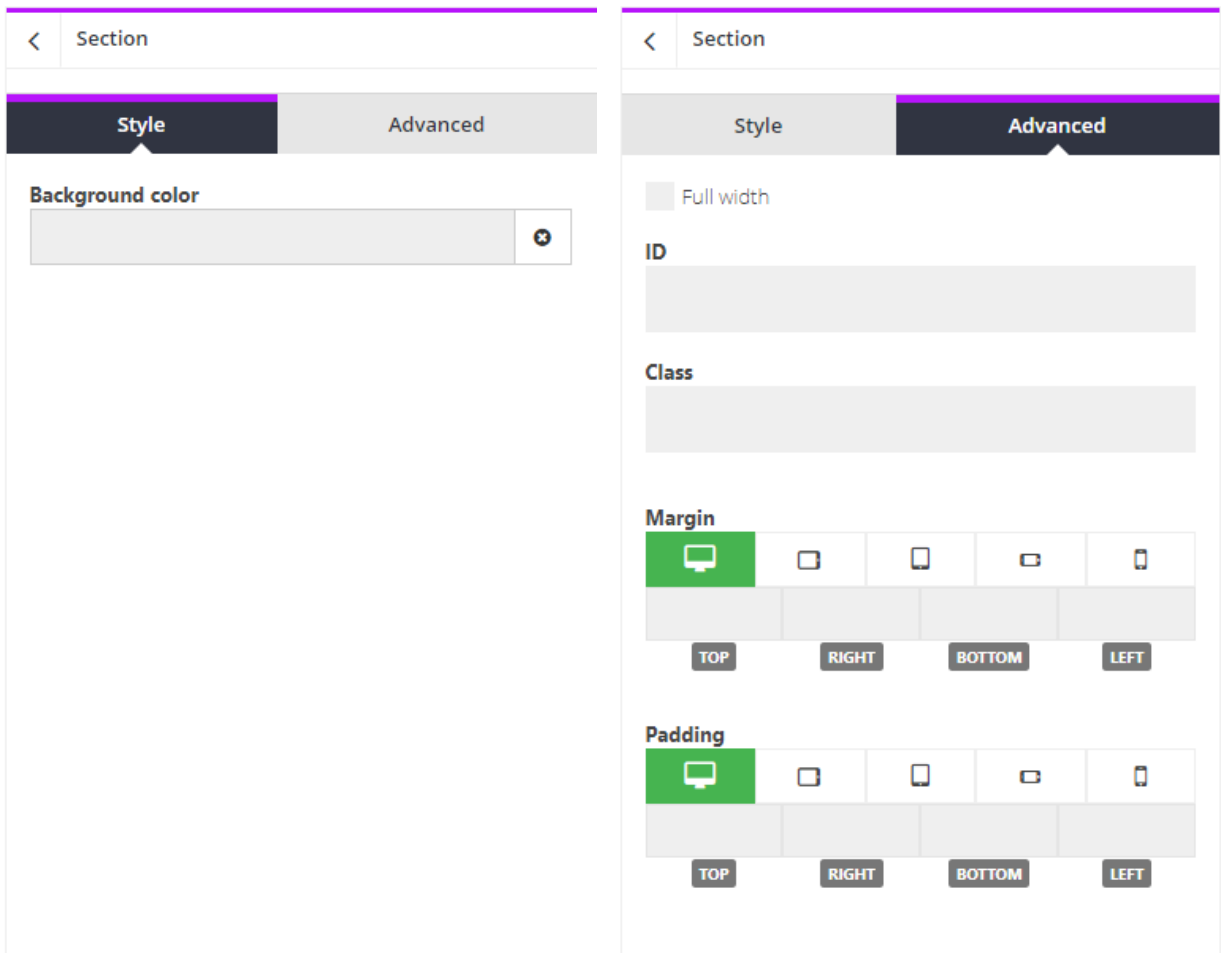 Section
Style Advanced
Background color
Section
Style Advanced
Full width
ID
Class
Margin
TOP RIGHT BOTTOM LEFT
Padding
TOP RIGHT BOTTOM LEFT